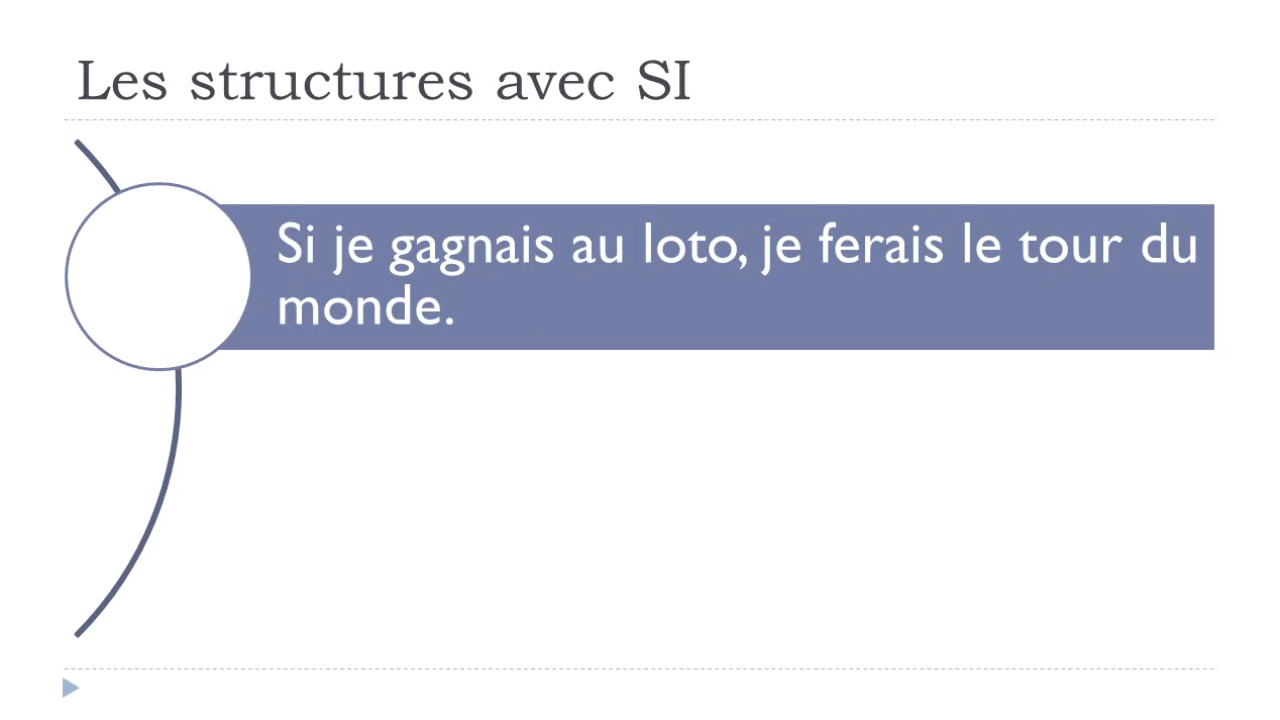 Les structures avec SI
Si je gagnais au loto, je ferais le tour du
monde.